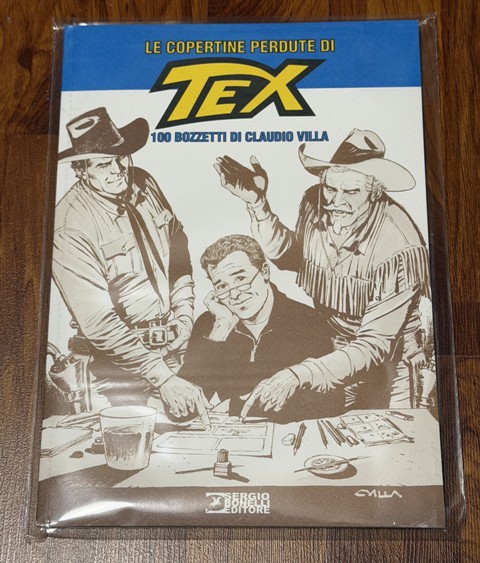 LE COPERTINE PERDUTE DI
TEX
100 BOZZETTI DI CLAUDIO VILLA
VILLA
SERGIO
BONELLI
EDITORE